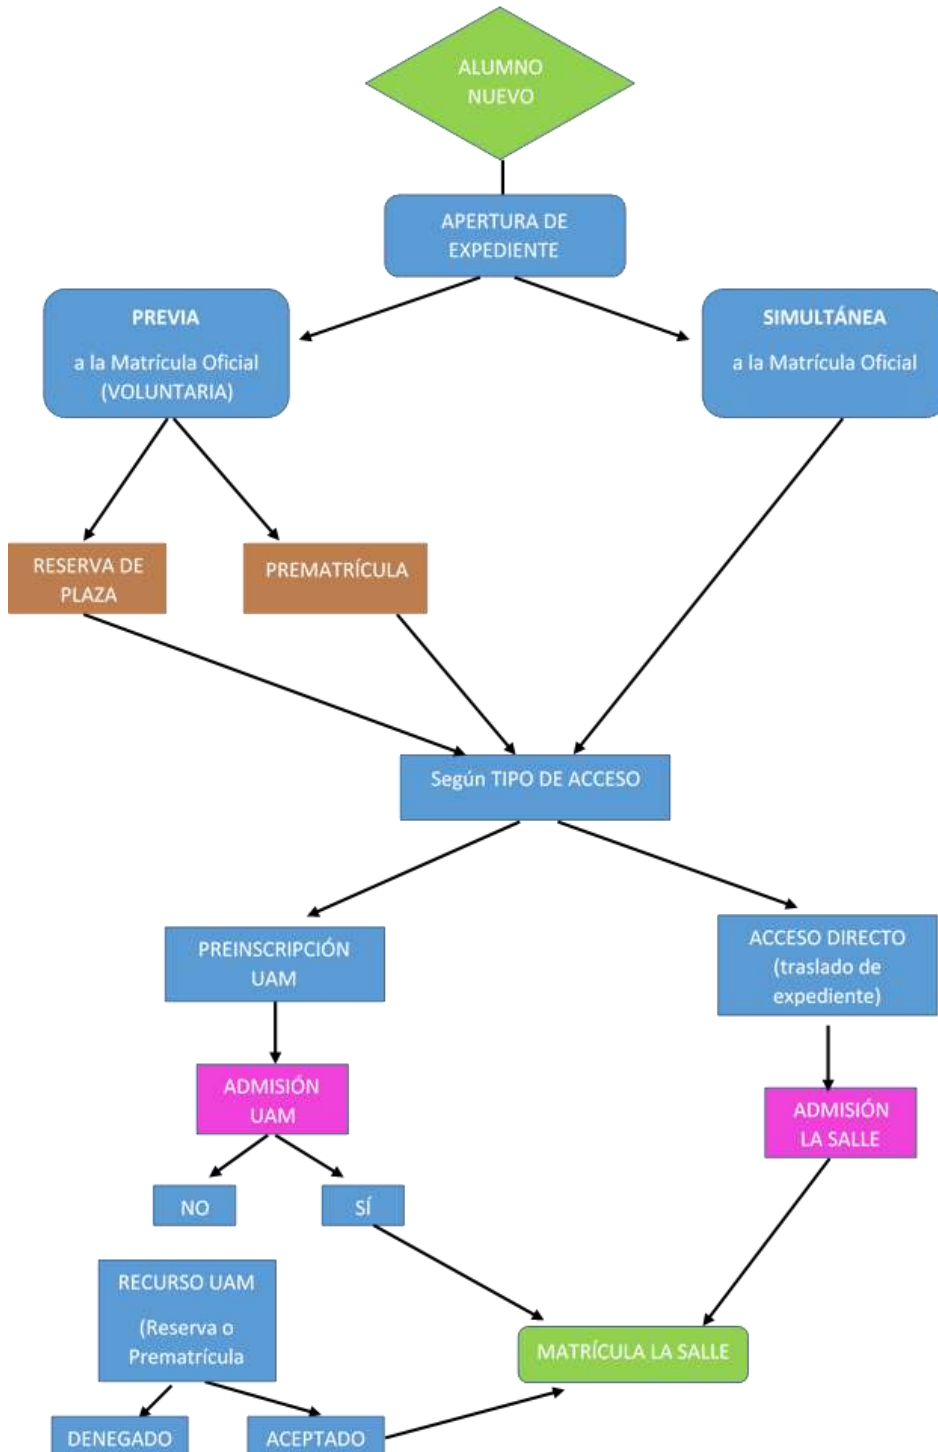 ALUMNO
NUEVO
APERTURA DE
EXPEDIENTE
PREVIA
a la Matrícula Oficial
(VOLUNTARIA)
SIMULTÁNEA
a la Matrícula Oficial
RESERVA DE
PLAZA
PREMATRÍCULA
Según TIPO DE ACCESO
PREINSCRIPCIÓN
UAM
ACCESO DIRECTO
(traslado de
expediente)
ADMISIÓN
UAM
ADMISIÓN
LA SALLE
NO
SÍ
RECURSO UAM
(Reserva o
Prematrícula
MATRÍCULA LA SALLE
DENEGADO
ACEPTADO